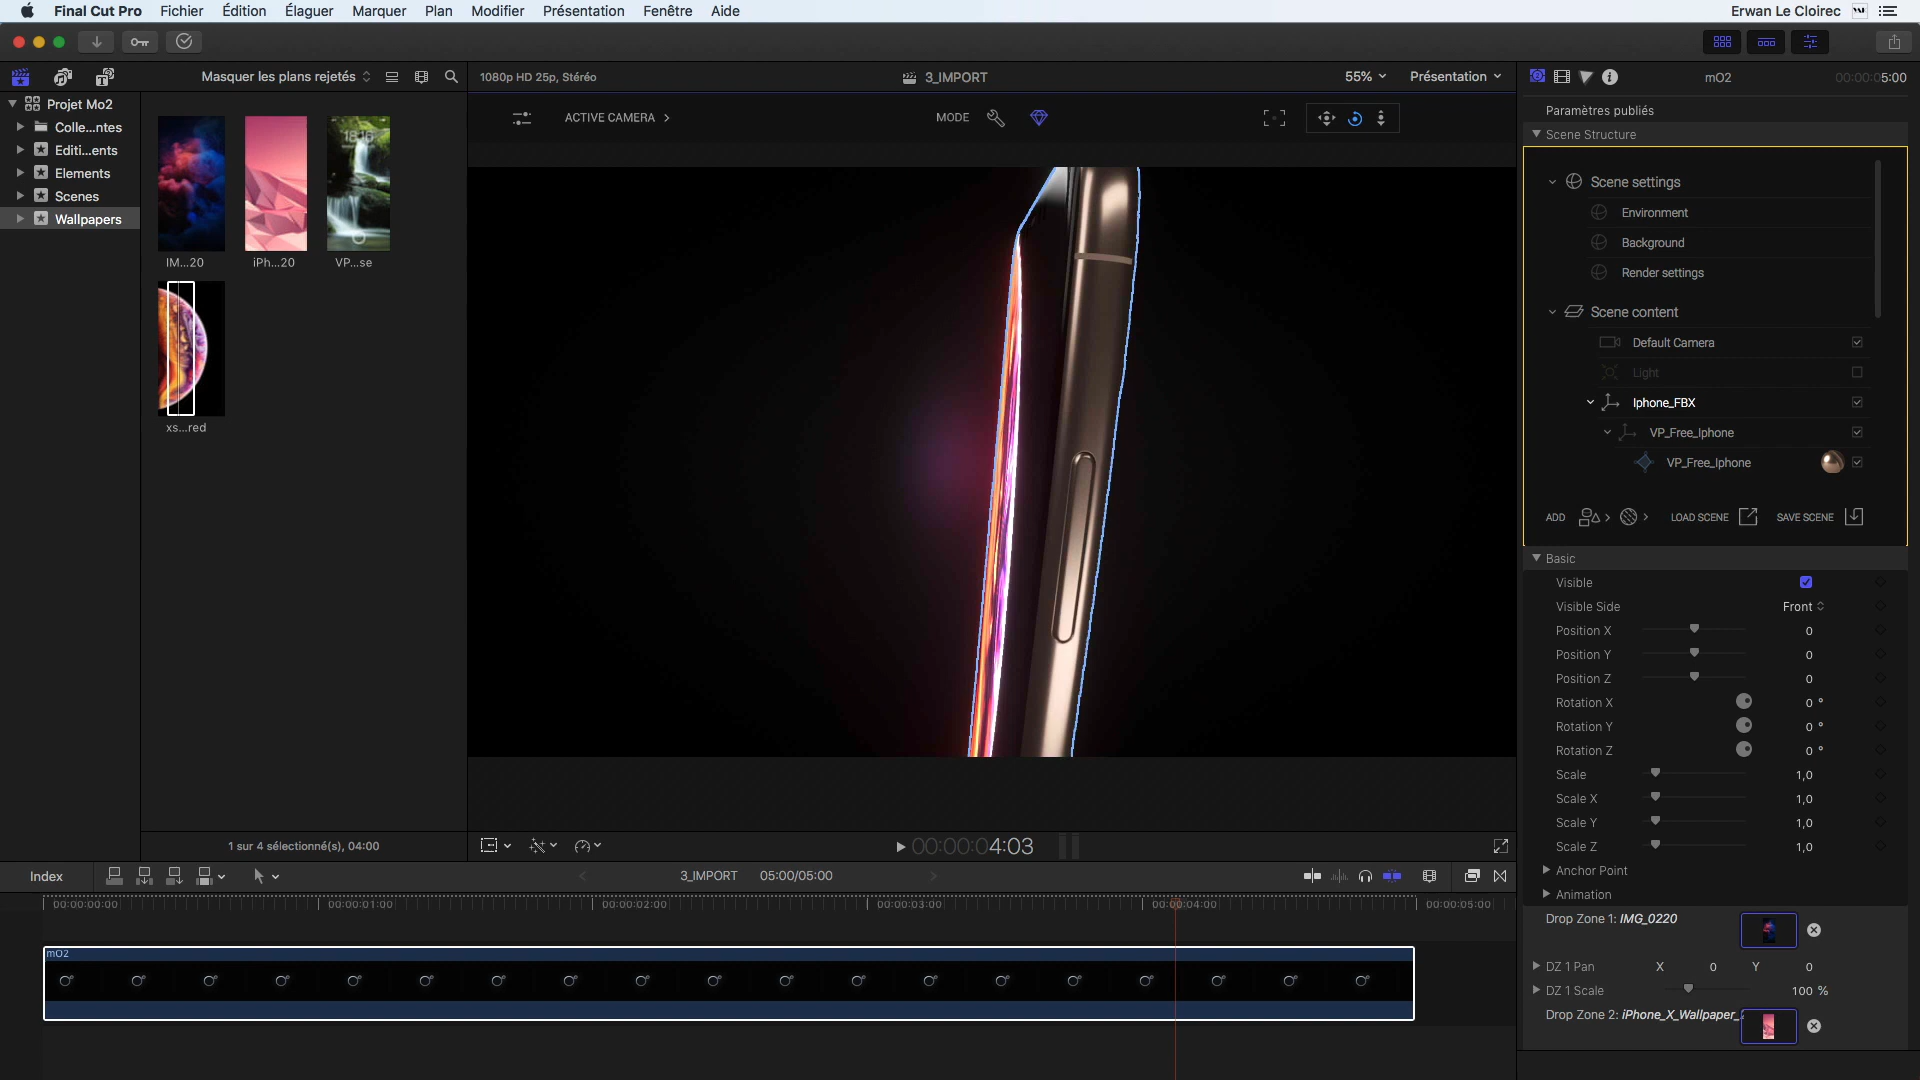 Final Cut Pro Fichier Édition Élaguer Marquer Plan Modifier Présentation Fenêtre Aide Erwan Le Cloirec
Masquer les plans rejetés
1080p HD 25p, Stéréo
3_IMPORT
55%
Présentation
mO2
00:00:05:00
Projet Mo2
Colle...ntes
Editi...ents
Elements
Scenes
Wallpapers
18:16
IM...20
iPh...20
VP...se
xs...red
1 sur 4 sélectionné(s), 04:00
ACTIVE CAMERA
MODE
00:00:04:03
Paramètres publiés
Scene Structure
Scene settings
Environment
Background
Render settings
Scene content
Default Camera
Light
Iphone_FBX
VP_Free_Iphone
VP_Free_Iphone
ADD
LOAD SCENE
SAVE SCENE
Basic
Visible
Visible Side Front
Position X 0
Position Y 0
Position Z 0
Rotation X 0 °
Rotation Y 0 °
Rotation Z 0 °
Scale 1,0
Scale X 1,0
Scale Y 1,0
Scale Z 1,0
Anchor Point
Animation
Drop Zone 1: IMG_0220
DZ 1 Pan X 0 Y 0
DZ 1 Scale 100 %
Drop Zone 2: iPhone_X_Wallpaper_
Index
3_IMPORT 05:00/05:00
00:00:00:00
00:00:01:00
00:00:02:00
00:00:03:00
00:00:04:00
00:00:05:00
mO2